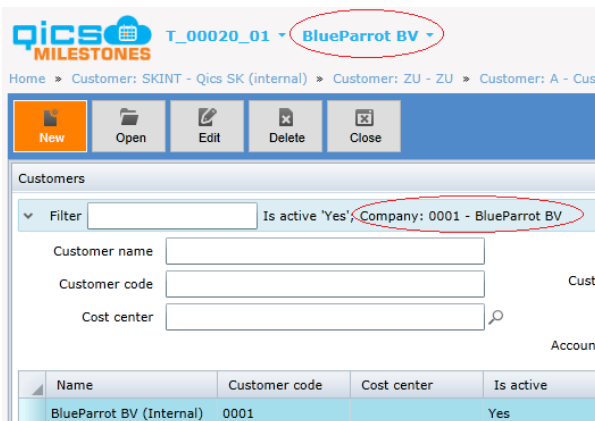 QICS
MILESTONES
T_00020_01 BlueParrot BV
Home » Customer: SKINT - Qics SK (internal) » Customer: ZU - ZU » Customer: A - Cus
New Open Edit Delete Close
Customers
Filter Is active 'Yes', Company: 0001 - BlueParrot BV
Customer name
Customer code Cust
Cost center
Accoun
Name Customer code Cost center Is active
BlueParrot BV (Internal) 0001 Yes